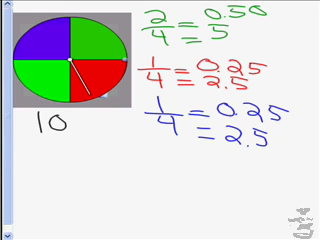 2/4 = 0.50
= 5
1/4 = 0.25
= 2.5
1/4 = 0.25
= 2.5
10